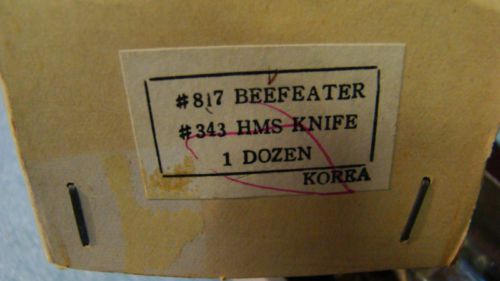 #817 BEEFEATER
#343 HMS KNIFE
1 DOZEN
KOREA